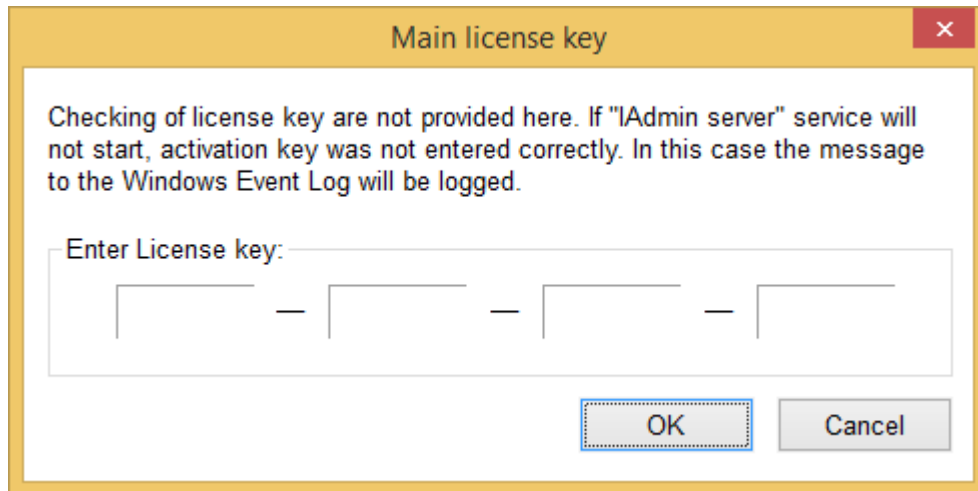 Main license key
Checking of license key are not provided here. If "IAdmin server" service will
not start, activation key was not entered correctly. In this case the message
to the Windows Event Log will be logged.
Enter License key:
— — —
OK Cancel